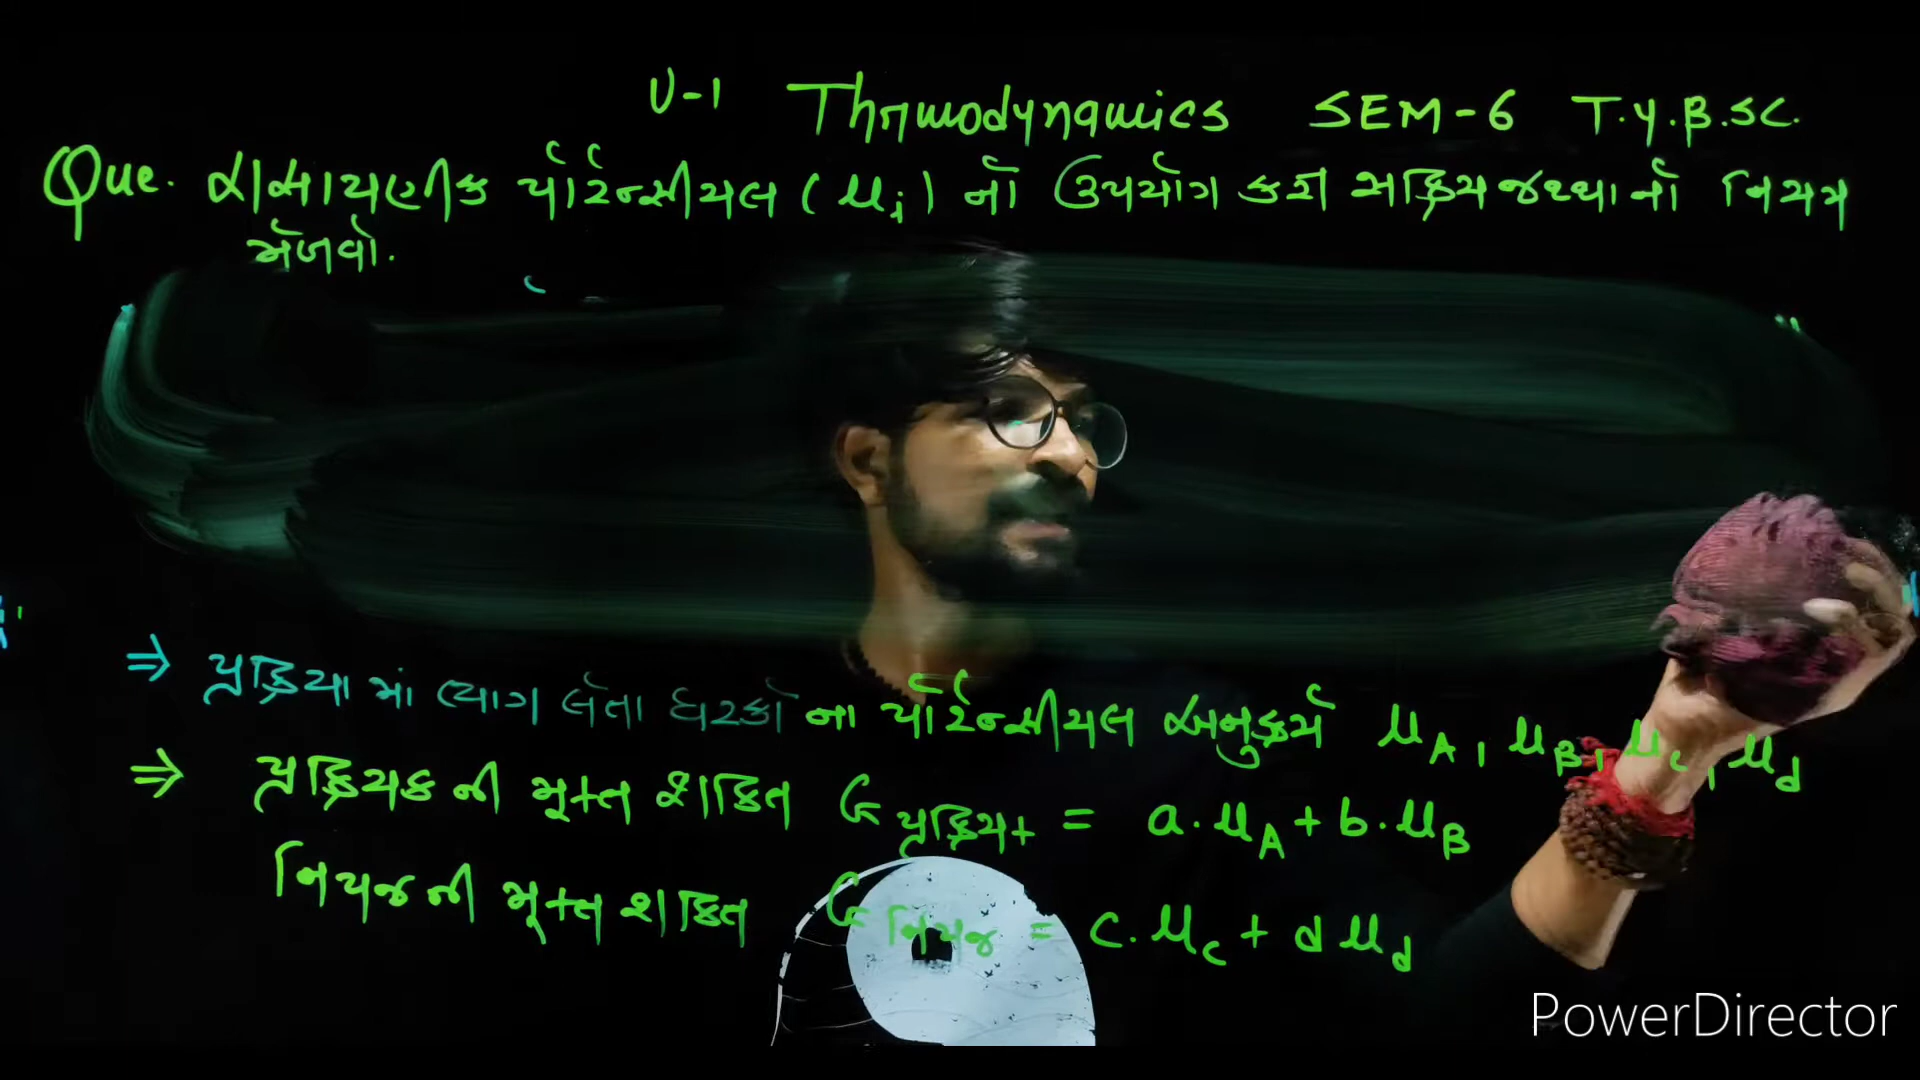 U-1 Thermodynamics SEM-6 T.Y.B.SC.
Que. રાસાયણીક પોટેન્સીયલ (μi) નો ઉપયોગ કરી સક્રિયજથ્થાનો નિયમ
મેળવો.
⇒ પ્રક્રિયા માં ભાગ લેતા ઘટકો ના પોટેન્સીયલ અનુક્રમે μA, μB, μc, μd
⇒ પ્રક્રિયક ની મૂક્ત શક્તિ G પ્રક્રિયક = a.μA + b.μB
નિપજ ની મૂક્ત શક્તિ G નિપજ = c.μc + d μd
PowerDirector